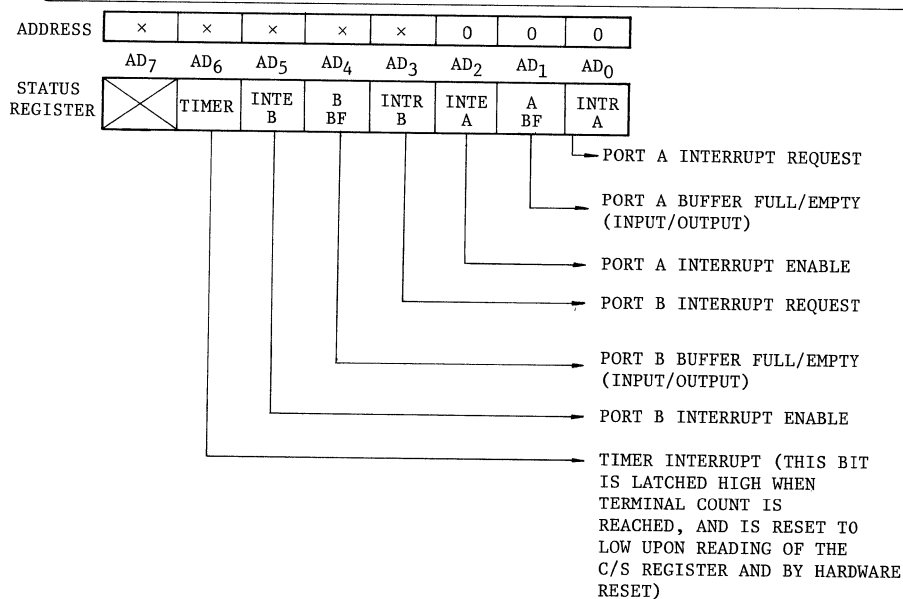 ADDRESS × × × × × 0 0 0
AD7 AD6 AD5 AD4 AD3 AD2 AD1 AD0
STATUS REGISTER
TIMER
INTE B
B BF
INTR B
INTE A
A BF
INTR A
PORT A INTERRUPT REQUEST
PORT A BUFFER FULL/EMPTY
(INPUT/OUTPUT)
PORT A INTERRUPT ENABLE
PORT B INTERRUPT REQUEST
PORT B BUFFER FULL/EMPTY
(INPUT/OUTPUT)
PORT B INTERRUPT ENABLE
TIMER INTERRUPT (THIS BIT
IS LATCHED HIGH WHEN
TERMINAL COUNT IS
REACHED, AND IS RESET TO
LOW UPON READING OF THE
C/S REGISTER AND BY HARDWARE
RESET)